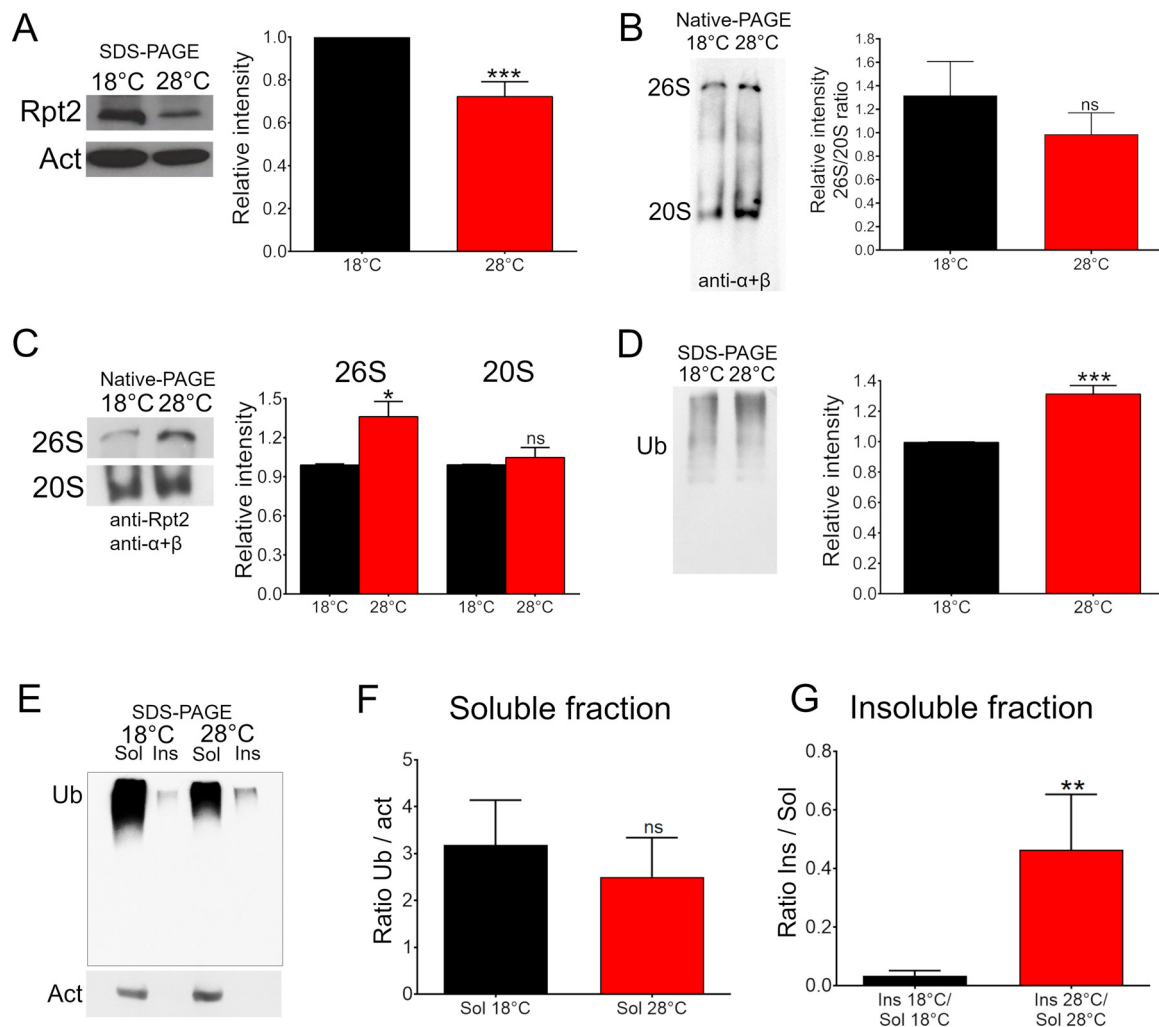 A
SDS-PAGE
18°C 28°C
Rpt2
Act
Relative intensity
1.0
0.8
0.6
0.4
0.2
0.0
***
18°C
28°C
B
Native-PAGE
18°C 28°C
26S
20S
anti-α+β
Relative intensity
26S/20S ratio
1.8
1.6
1.4
1.2
1.0
1.8
1.6
1.4
1.2
1.0
ns
18°C
28°C
C
Native-PAGE
18°C 28°C
26S
20S
anti-Rpt2
anti-α+β
26S
20S
Relative intensity
1.5
1.2
0.9
1.3
0.0
*
ns
18°C
28°C
18°C
28°C
D
SDS-PAGE
18°C 28°C
Ub
Relative intensity
1.4
1.2
1.0
0.8
0.6
0.4
0.2
0.0
***
18°C
28°C
E
SDS-PAGE
18°C 28°C
Sol Ins Sol Ins
Ub
Act
F
Soluble fraction
Ratio Ub / act
5
4
3
2
1
0
ns
Sol 18°C
Sol 28°C
G
Insoluble fraction
Ratio Ins / Sol
0.8
0.6
0.4
0.2
0.0
**
Ins 18°C/
Sol 18°C
Ins 28°C/
Sol 28°C